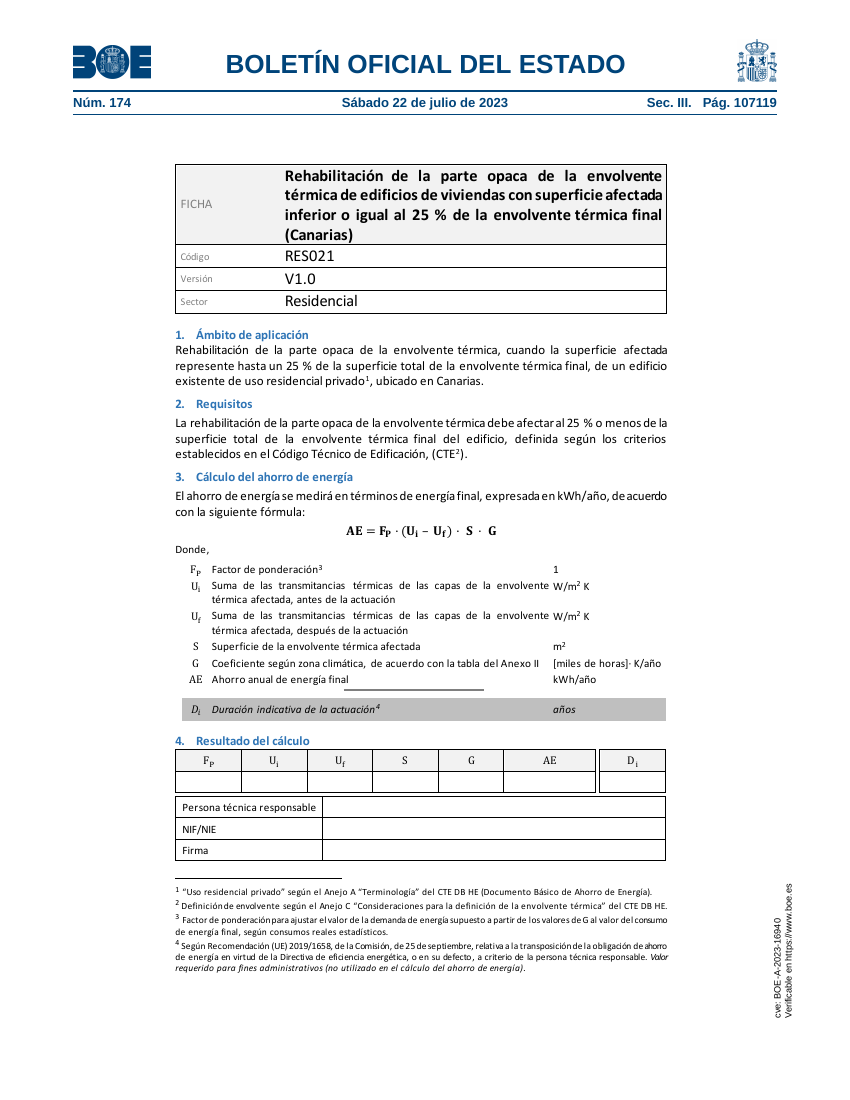 BOE
BOLETÍN OFICIAL DEL ESTADO
Núm. 174 Sábado 22 de julio de 2023 Sec. III. Pág. 107119
FICHA
Rehabilitación de la parte opaca de la envolvente
térmica de edificios de viviendas con superficie afectada
inferior o igual al 25 % de la envolvente térmica final
(Canarias)
Código RES021
Versión V1.0
Sector Residencial
1. Ámbito de aplicación
Rehabilitación de la parte opaca de la envolvente térmica, cuando la superficie afectada
represente hasta un 25 % de la superficie total de la envolvente térmica final, de un edificio
existente de uso residencial privado¹, ubicado en Canarias.
2. Requisitos
La rehabilitación de la parte opaca de la envolvente térmica debe afectar al 25 % o menos de la
superficie total de la envolvente térmica final del edificio, definida según los criterios
establecidos en el Código Técnico de Edificación, (CTE²).
3. Cálculo del ahorro de energía
El ahorro de energía se medirá en términos de energía final, expresada en kWh/año, de acuerdo
con la siguiente fórmula:
AE = F_P · (U_i − U_f) · S · G
Donde,
F_P Factor de ponderación³ 1
U_i Suma de las transmitancias térmicas de las capas de la envolvente W/m² K
térmica afectada, antes de la actuación
U_f Suma de las transmitancias térmicas de las capas de la envolvente W/m² K
térmica afectada, después de la actuación
S Superficie de la envolvente térmica afectada m²
G Coeficiente según zona climática, de acuerdo con la tabla del Anexo II [miles de horas]· K/año
AE Ahorro anual de energía final kWh/año
D_i Duración indicativa de la actuación⁴ años
4. Resultado del cálculo
F_P U_i U_f S G AE D_i
Persona técnica responsable
NIF/NIE
Firma
¹ “Uso residencial privado” según el Anejo A “Terminología” del CTE DB HE (Documento Básico de Ahorro de Energía).
² Definición de envolvente según el Anejo C “Consideraciones para la definición de la envolvente térmica” del CTE DB HE.
³ Factor de ponderación para ajustar el valor de la demanda de energía supuesto a partir de los valores de G al valor del consumo
de energía final, según consumos reales estadísticos.
⁴ Según Recomendación (UE) 2019/1658, de la Comisión, de 25 de septiembre, relativa a la transposición de la obligación de ahorro
de energía en virtud de la Directiva de eficiencia energética, o en su defecto, a criterio de la persona técnica responsable. Valor
requerido para fines administrativos (no utilizado en el cálculo del ahorro de energía).
cve: BOE-A-2023-16940
Verificable en https://www.boe.es